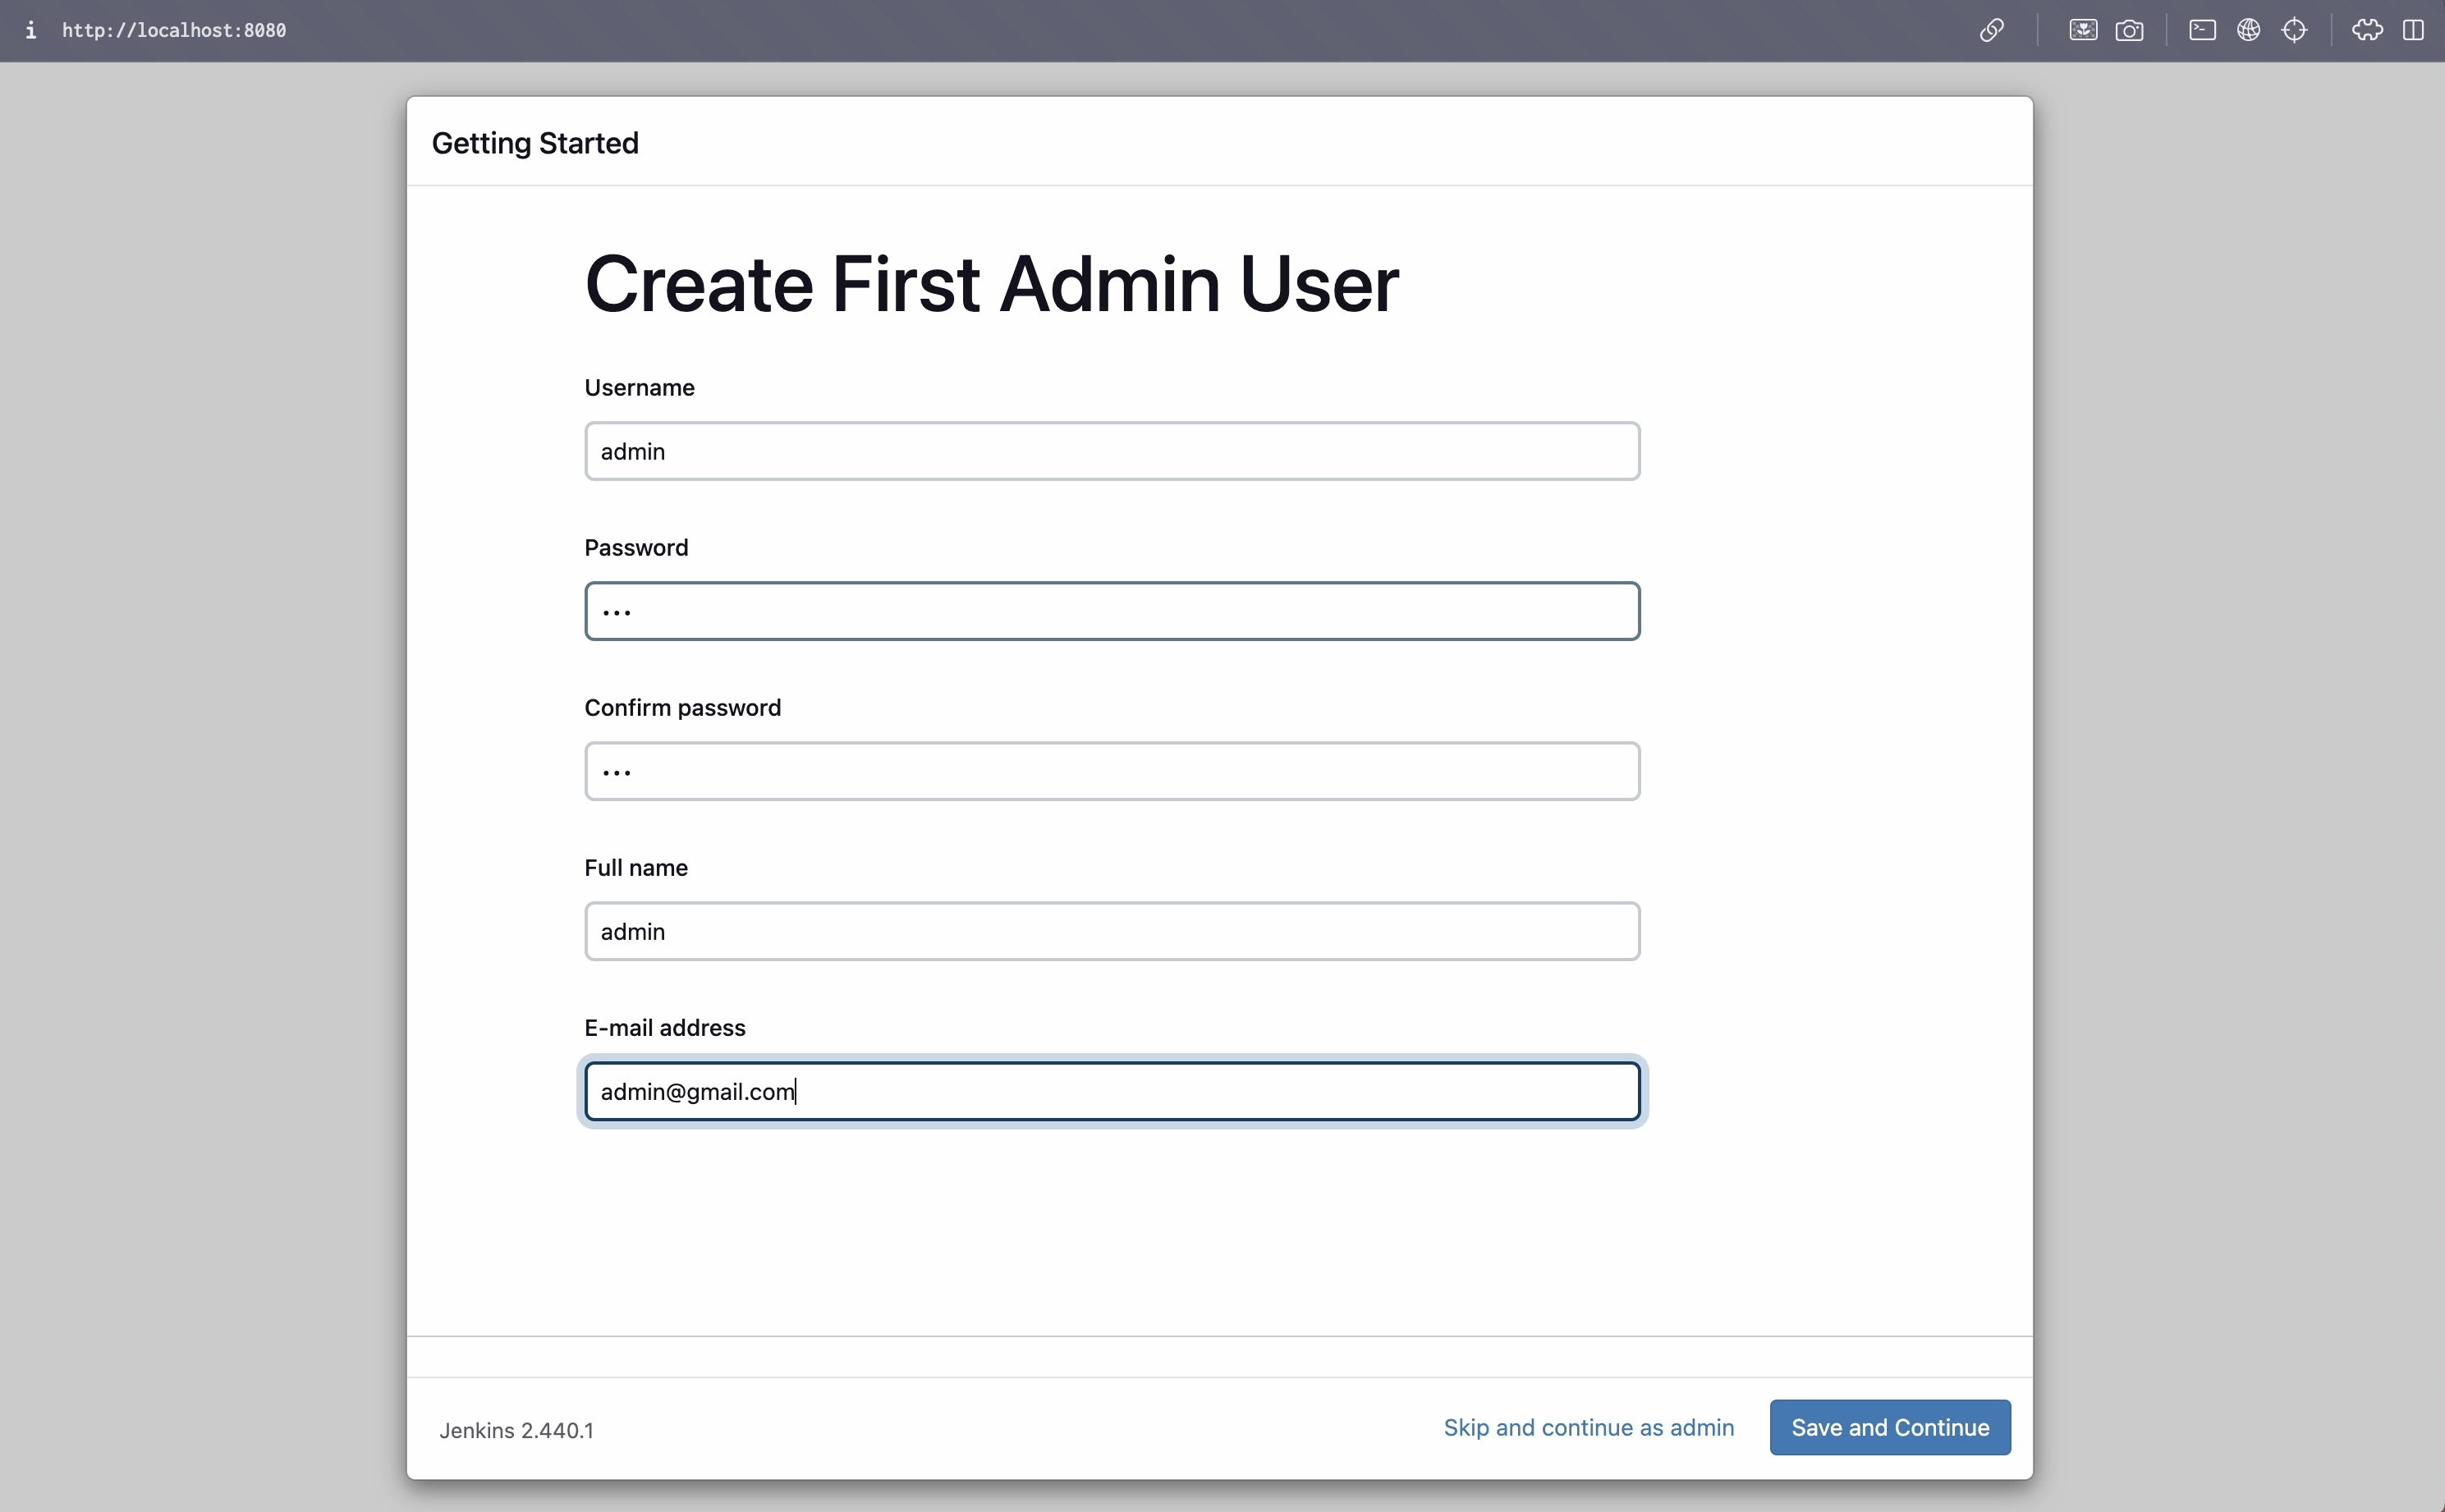 i http://localhost:8080
Getting Started
Create First Admin User
Username
admin
Password
•••
Confirm password
•••
Full name
admin
E-mail address
admin@gmail.com
Jenkins 2.440.1
Skip and continue as admin
Save and Continue